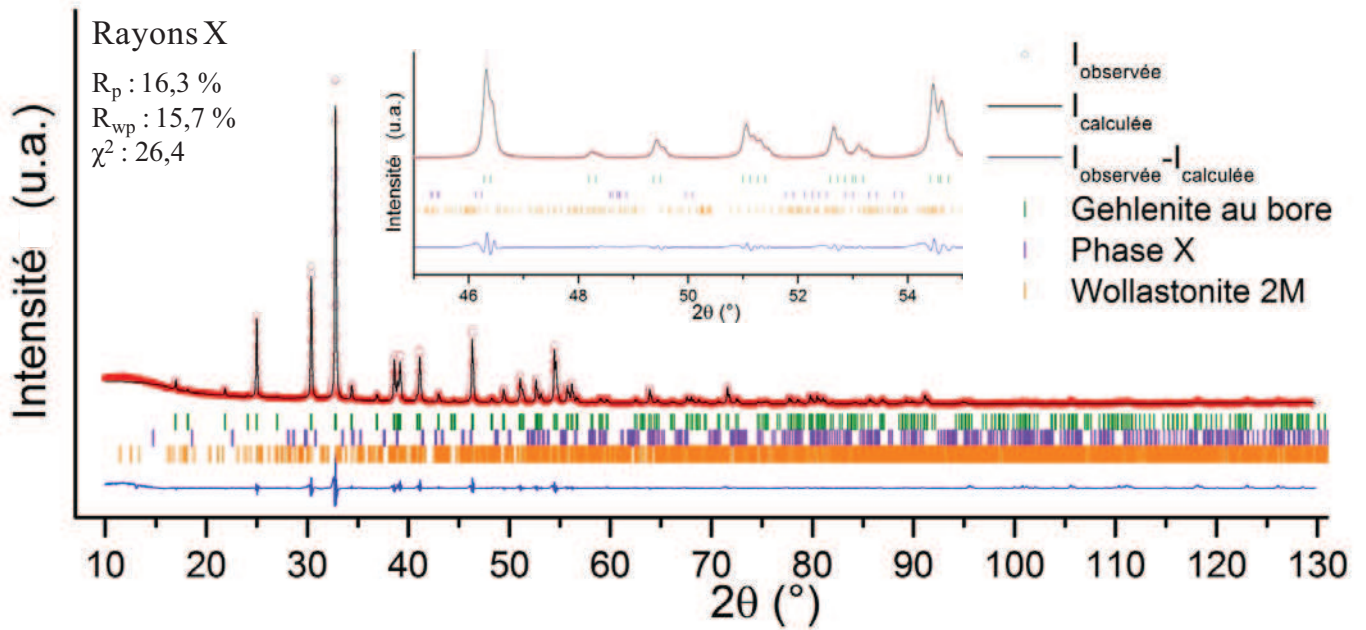 Rayons X
Rp : 16,3 %
Rwp : 15,7 %
χ² : 26,4
Intensité (u.a.)
Intensité (u.a.)
46 48 50 52 54
2θ (°)
Iobservée
Icalculée
Iobservée-Icalculée
Gehlenite au bore
Phase X
Wollastonite 2M
10 20 30 40 50 60 70 80 90 100 110 120 130
2θ (°)